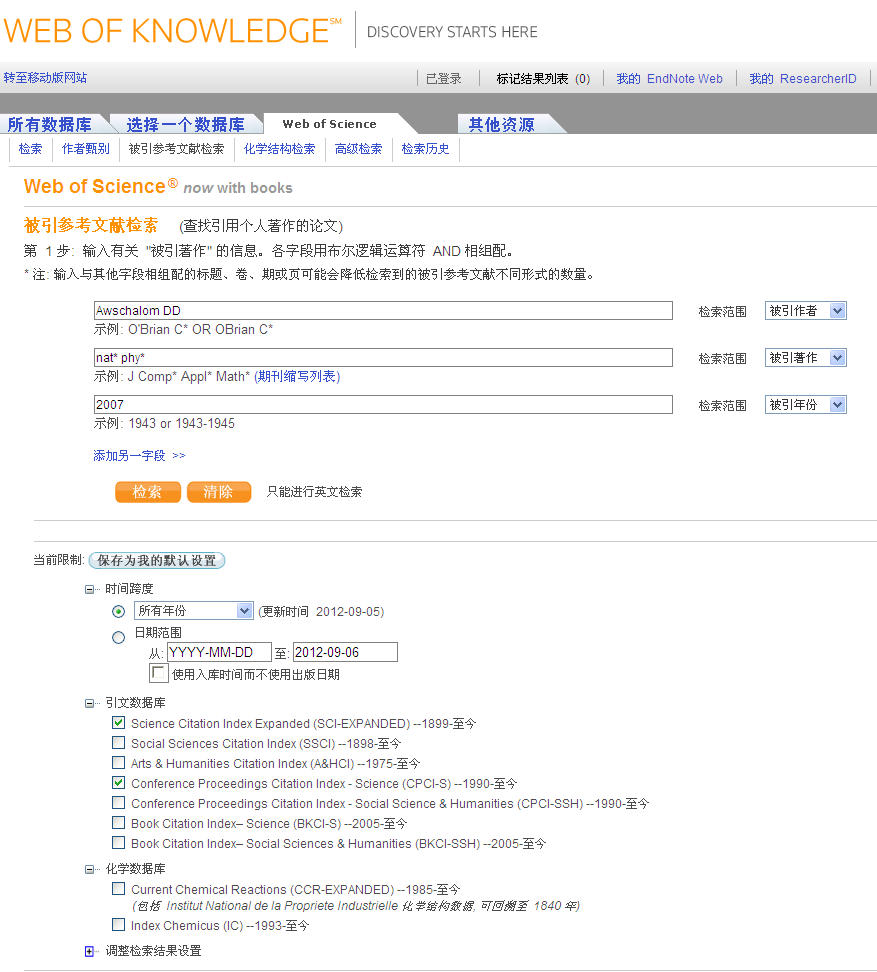 WEB OF KNOWLEDGE℠ DISCOVERY STARTS HERE
转至移动版网站 已登录 标记结果列表 (0) 我的 EndNote Web 我的 ResearcherID
所有数据库 选择一个数据库 Web of Science 其他资源
检索 作者甄别 被引参考文献检索 化学结构检索 高级检索 检索历史
Web of Science® now with books
被引参考文献检索 (查找引用个人著作的论文)
第 1 步: 输入有关 "被引著作" 的信息。各字段用布尔逻辑运算符 AND 相组配。
* 注: 输入与其他字段相组配的标题、卷、期或页可能会降低检索到的被引参考文献不同形式的数量。
Awschalom DD 检索范围 被引作者
示例: O'Brian C* OR OBrian C*
nat* phy* 检索范围 被引著作
示例: J Comp* Appl* Math* (期刊缩写列表)
2007 检索范围 被引年份
示例: 1943 or 1943-1945
添加另一字段 >>
检索 清除 只能进行英文检索
当前限制: 保存为我的默认设置
时间跨度
所有年份 (更新时间 2012-09-05)
日期范围
从: YYYY-MM-DD 至: 2012-09-06
使用入库时间而不使用出版日期
引文数据库
Science Citation Index Expanded (SCI-EXPANDED) --1899-至今
Social Sciences Citation Index (SSCI) --1898-至今
Arts & Humanities Citation Index (A&HCI) --1975-至今
Conference Proceedings Citation Index - Science (CPCI-S) --1990-至今
Conference Proceedings Citation Index - Social Science & Humanities (CPCI-SSH) --1990-至今
Book Citation Index– Science (BKCI-S) --2005-至今
Book Citation Index– Social Sciences & Humanities (BKCI-SSH) --2005-至今
化学数据库
Current Chemical Reactions (CCR-EXPANDED) --1985-至今
(包括 Institut National de la Propriete Industrielle 化学结构数据, 可回溯至 1840 年)
Index Chemicus (IC) --1993-至今
调整检索结果设置